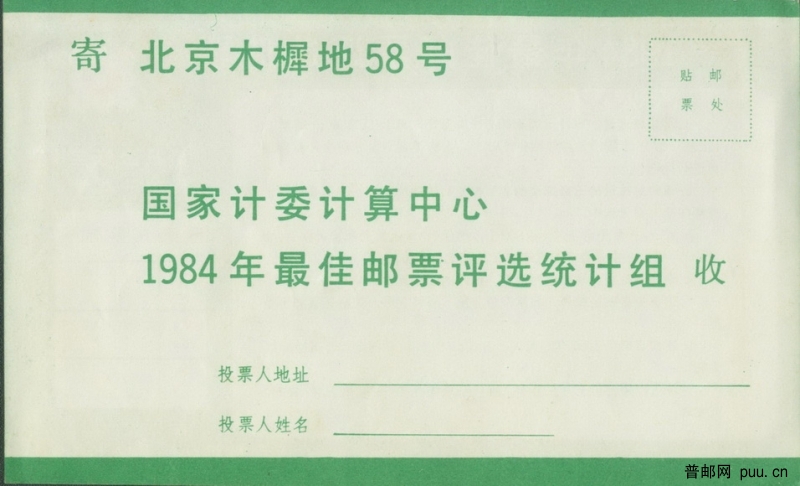 寄 北京木樨地58号
贴 邮
票 处
国家计委计算中心
1984年最佳邮票评选统计组 收
投票人地址
投票人姓名
普邮网 puu.cn